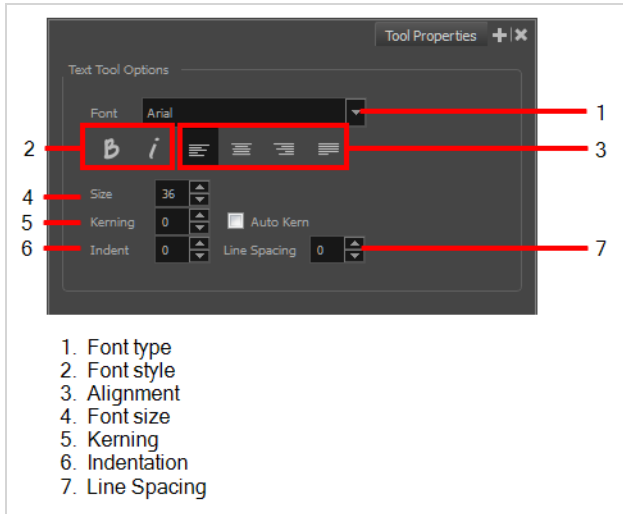 Tool Properties
Text Tool Options
Font Arial 1
2 B i 3
4 Size 36
5 Kerning 0 Auto Kern
6 Indent 0 Line Spacing 0 7
1. Font type
2. Font style
3. Alignment
4. Font size
5. Kerning
6. Indentation
7. Line Spacing